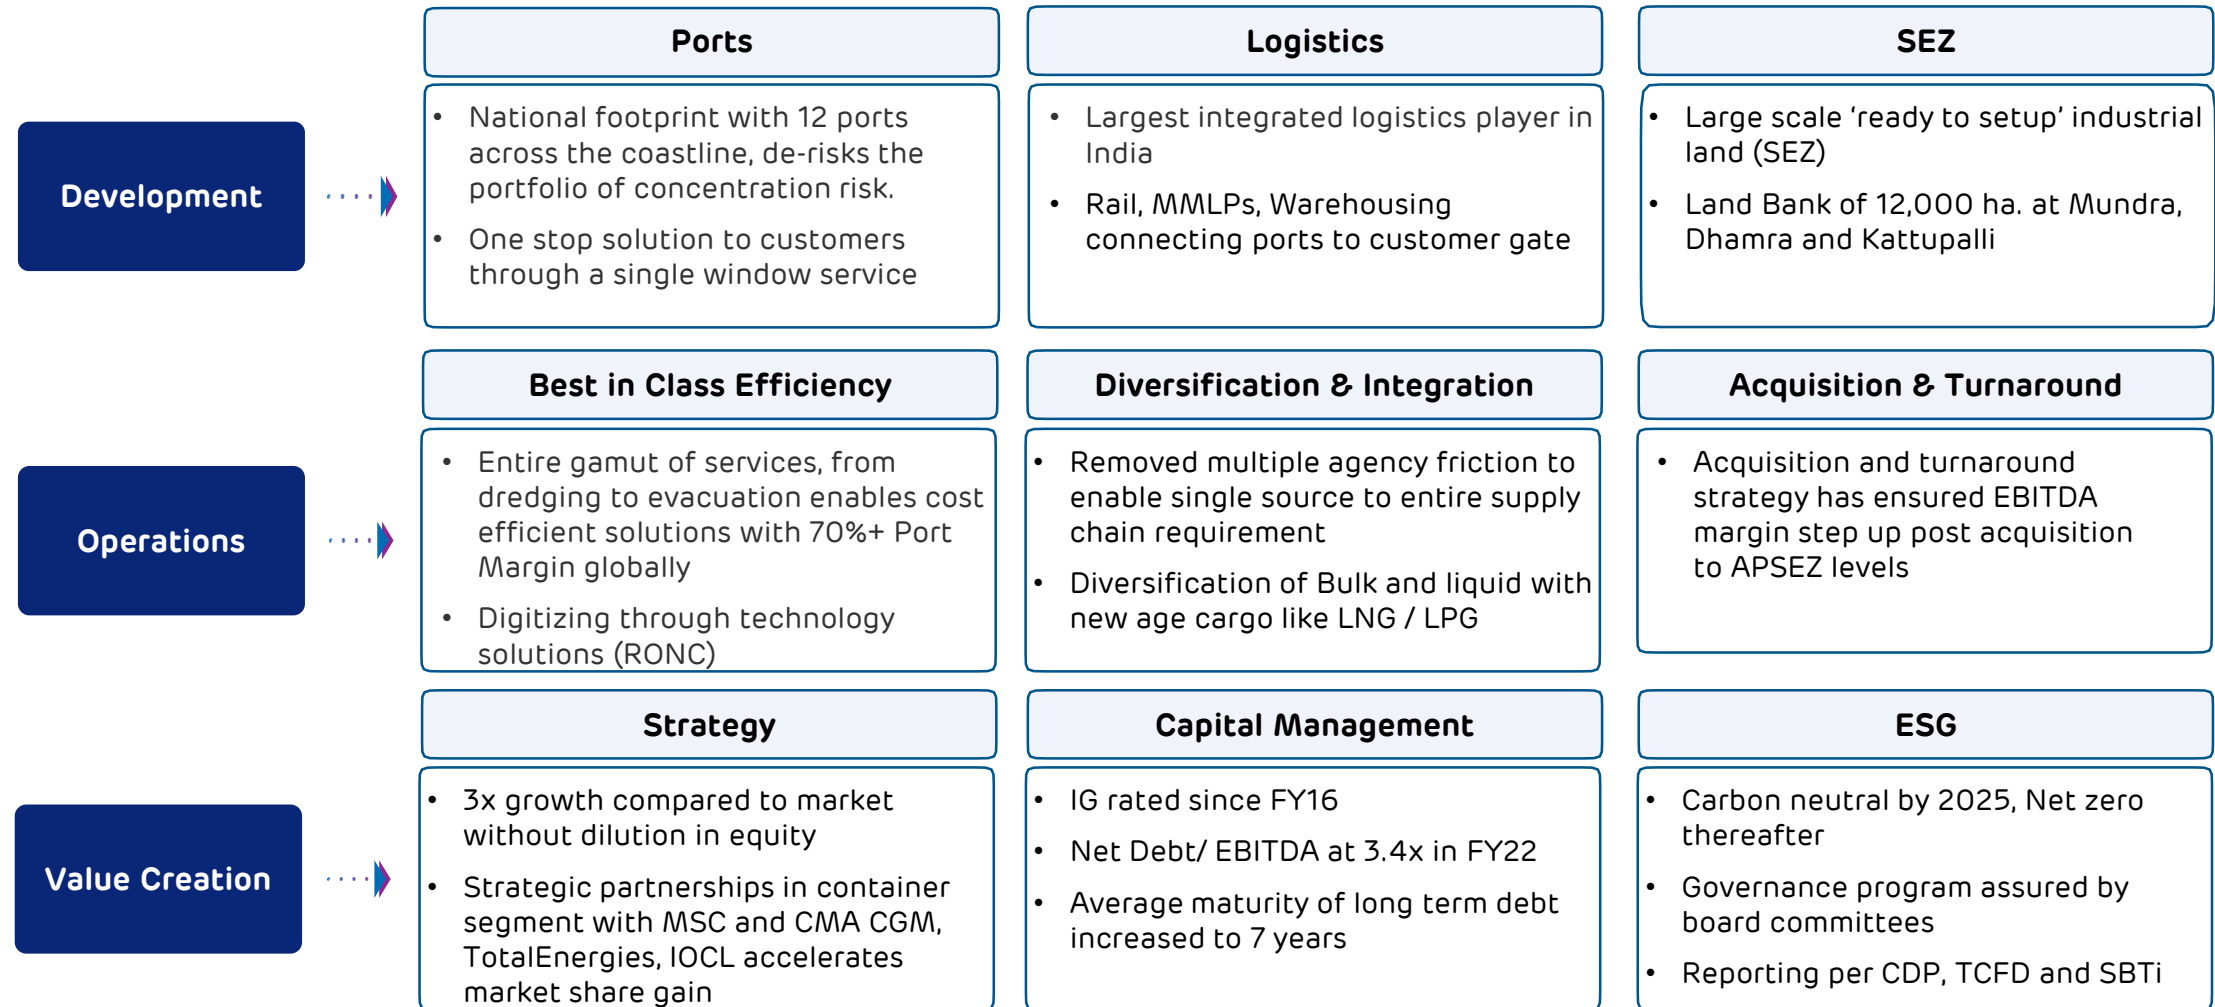 Ports
Logistics
SEZ
Development
• National footprint with 12 ports
across the coastline, de-risks the
portfolio of concentration risk.
• One stop solution to customers
through a single window service
• Largest integrated logistics player in
India
• Rail, MMLPs, Warehousing
connecting ports to customer gate
• Large scale ‘ready to setup’ industrial
land (SEZ)
• Land Bank of 12,000 ha. at Mundra,
Dhamra and Kattupalli
Best in Class Efficiency
Diversification & Integration
Acquisition & Turnaround
Operations
• Entire gamut of services, from
dredging to evacuation enables cost
efficient solutions with 70%+ Port
Margin globally
• Digitizing through technology
solutions (RONC)
• Removed multiple agency friction to
enable single source to entire supply
chain requirement
• Diversification of Bulk and liquid with
new age cargo like LNG / LPG
• Acquisition and turnaround
strategy has ensured EBITDA
margin step up post acquisition
to APSEZ levels
Strategy
Capital Management
ESG
Value Creation
• 3x growth compared to market
without dilution in equity
• Strategic partnerships in container
segment with MSC and CMA CGM,
TotalEnergies, IOCL accelerates
market share gain
• IG rated since FY16
• Net Debt/ EBITDA at 3.4x in FY22
• Average maturity of long term debt
increased to 7 years
• Carbon neutral by 2025, Net zero
thereafter
• Governance program assured by
board committees
• Reporting per CDP, TCFD and SBTi